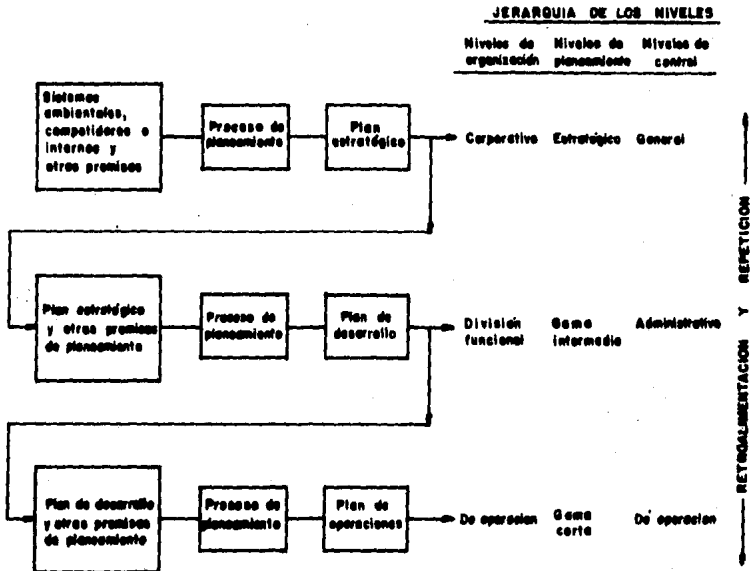 JERARQUIA DE LOS NIVELES
Niveles de organización
Niveles de planeamiento
Niveles de control
Sistemas
ambientales,
competidores e
internos y
otras premisas
Proceso de
planeamiento
Plan
estratégico
Corporativo
Estratégico
General
Plan estratégico
y otras premisas
de planeamiento
Proceso de
planeamiento
Plan de
desarrollo
División
funcional
Gama
intermedia
Administrativo
Plan de desarrollo
y otras premisas
de planeamiento
Proceso de
planeamiento
Plan de
operaciones
De operacion
Gama
corta
De operacion
RETROALIMENTACION Y REPETICION